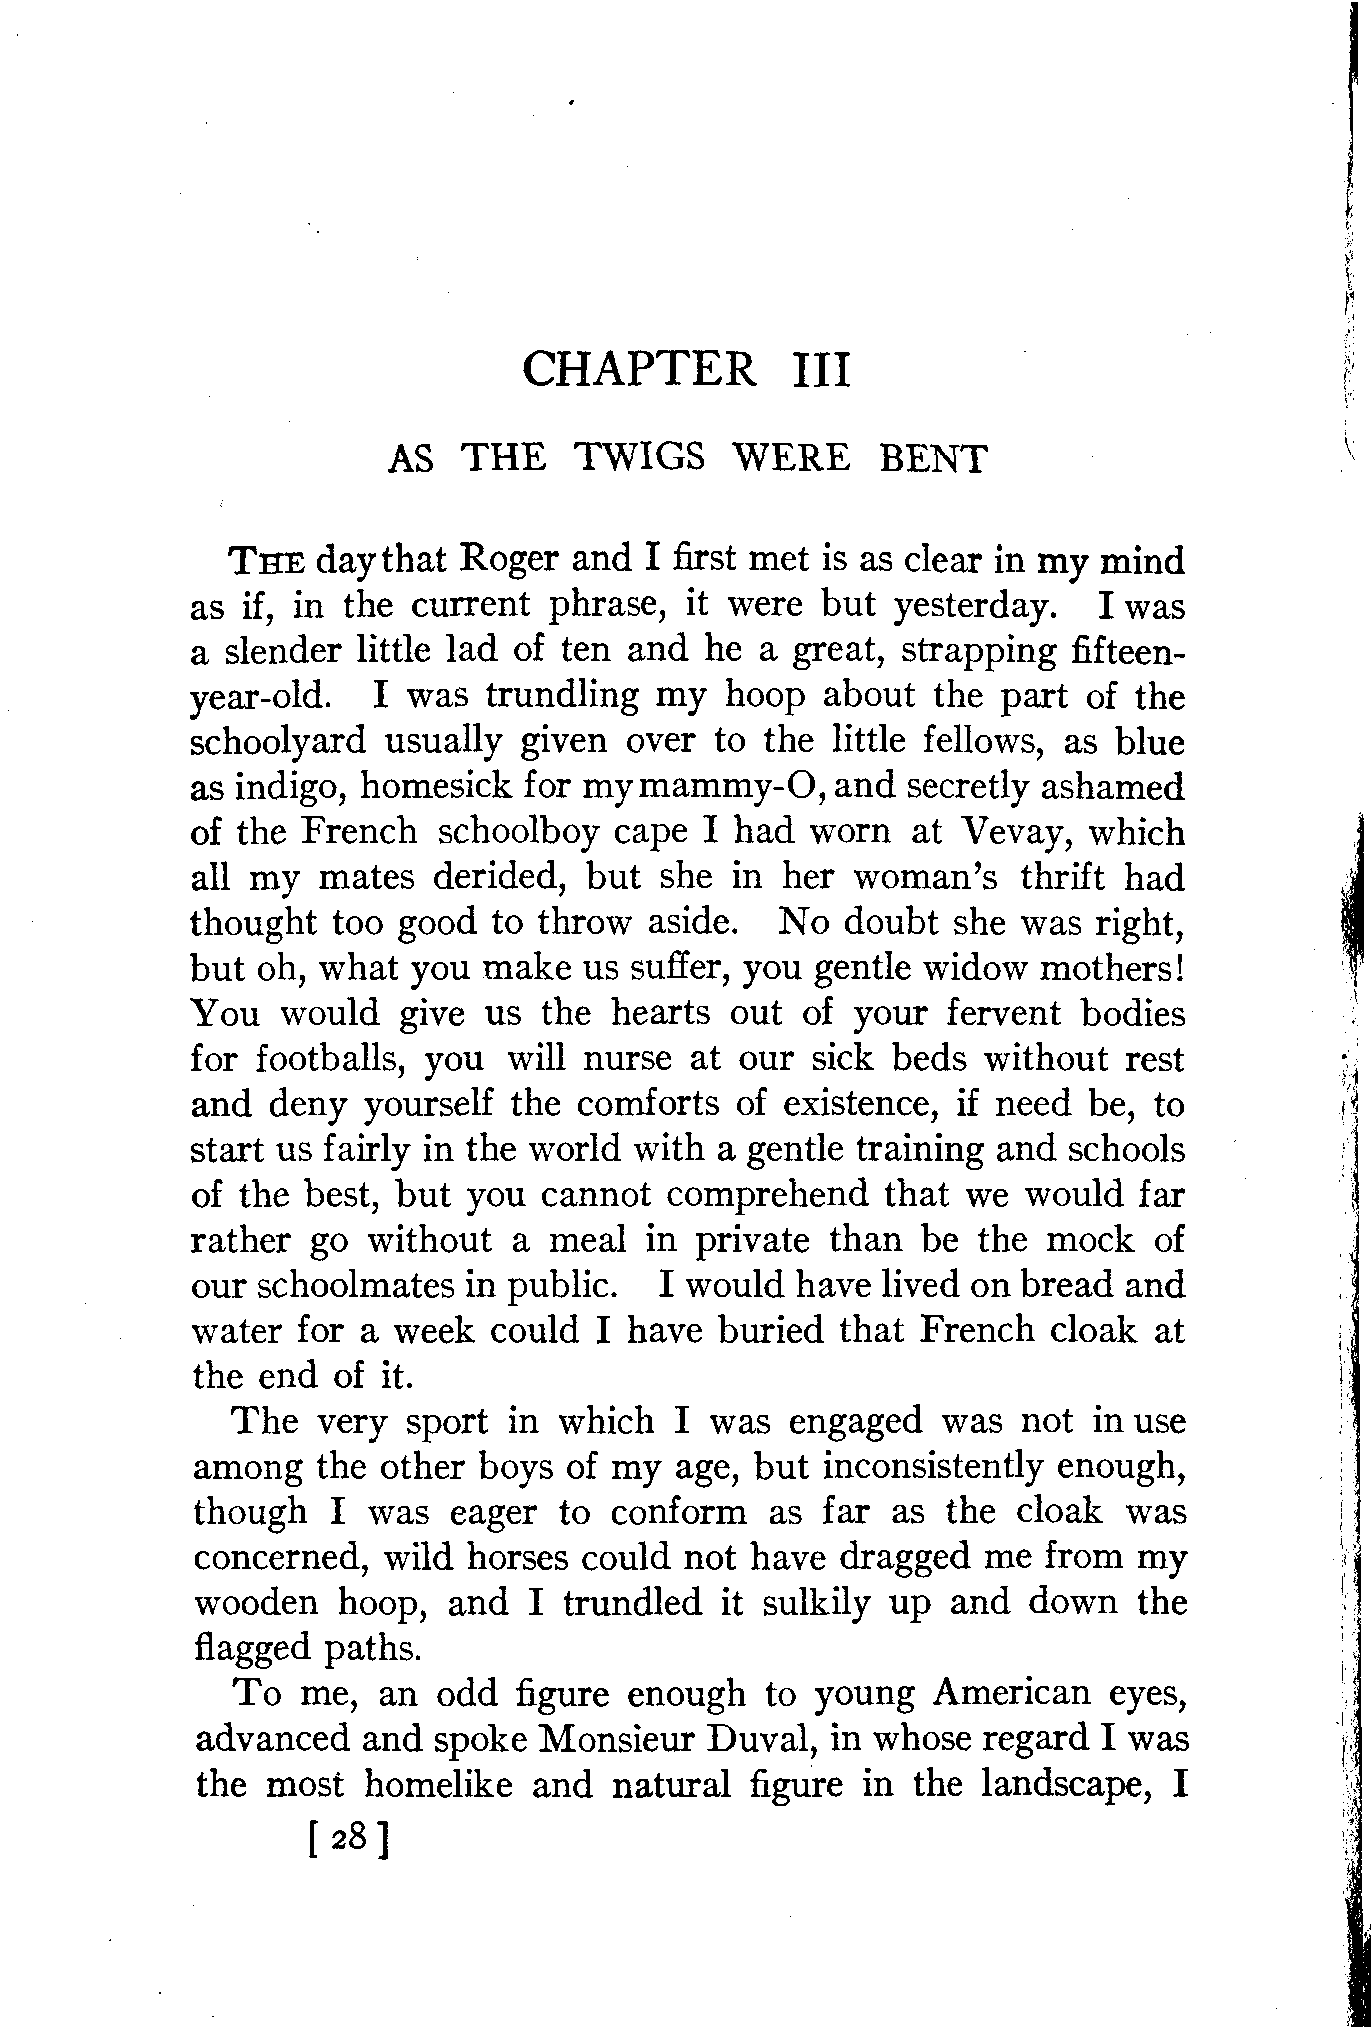 CHAPTER III
AS THE TWIGS WERE BENT
THE day that Roger and I first met is as clear in my mind
as if, in the current phrase, it were but yesterday. I was
a slender little lad of ten and he a great, strapping fifteen-
year-old. I was trundling my hoop about the part of the
schoolyard usually given over to the little fellows, as blue
as indigo, homesick for my mammy-O, and secretly ashamed
of the French schoolboy cape I had worn at Vevay, which
all my mates derided, but she in her woman's thrift had
thought too good to throw aside. No doubt she was right,
but oh, what you make us suffer, you gentle widow mothers!
You would give us the hearts out of your fervent bodies
for footballs, you will nurse at our sick beds without rest
and deny yourself the comforts of existence, if need be, to
start us fairly in the world with a gentle training and schools
of the best, but you cannot comprehend that we would far
rather go without a meal in private than be the mock of
our schoolmates in public. I would have lived on bread and
water for a week could I have buried that French cloak at
the end of it.
The very sport in which I was engaged was not in use
among the other boys of my age, but inconsistently enough,
though I was eager to conform as far as the cloak was
concerned, wild horses could not have dragged me from my
wooden hoop, and I trundled it sulkily up and down the
flagged paths.
To me, an odd figure enough to young American eyes,
advanced and spoke Monsieur Duval, in whose regard I was
the most homelike and natural figure in the landscape, I
[ 28 ]